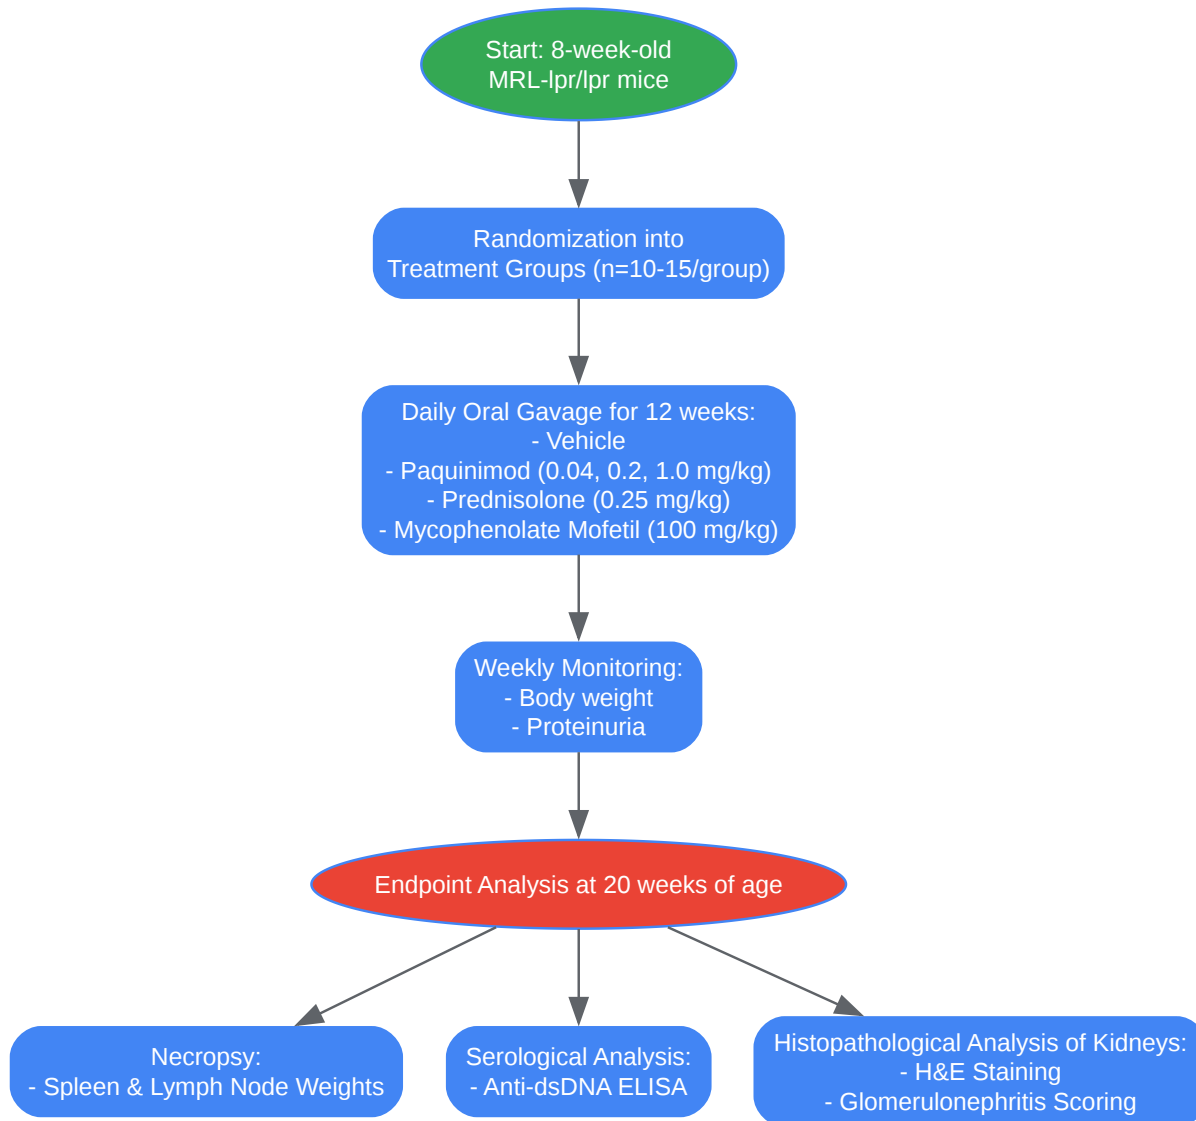 Start: 8-week-old
MRL-lpr/lpr mice
Randomization into
Treatment Groups (n=10-15/group)
Daily Oral Gavage for 12 weeks:
- Vehicle
- Paquinimod (0.04, 0.2, 1.0 mg/kg)
- Prednisolone (0.25 mg/kg)
- Mycophenolate Mofetil (100 mg/kg)
Weekly Monitoring:
- Body weight
- Proteinuria
Endpoint Analysis at 20 weeks of age
Necropsy:
- Spleen & Lymph Node Weights
Serological Analysis:
- Anti-dsDNA ELISA
Histopathological Analysis of Kidneys:
- H&E Staining
- Glomerulonephritis Scoring